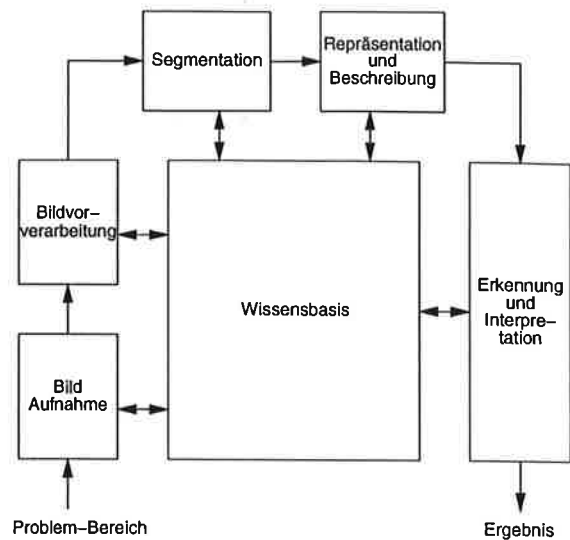 Segmentation
Repräsentation
und
Beschreibung
Bildvor–
verarbeitung
Wissensbasis
Erkennung
und
Interpre–
tation
Bild
Aufnahme
Problem–Bereich
Ergebnis